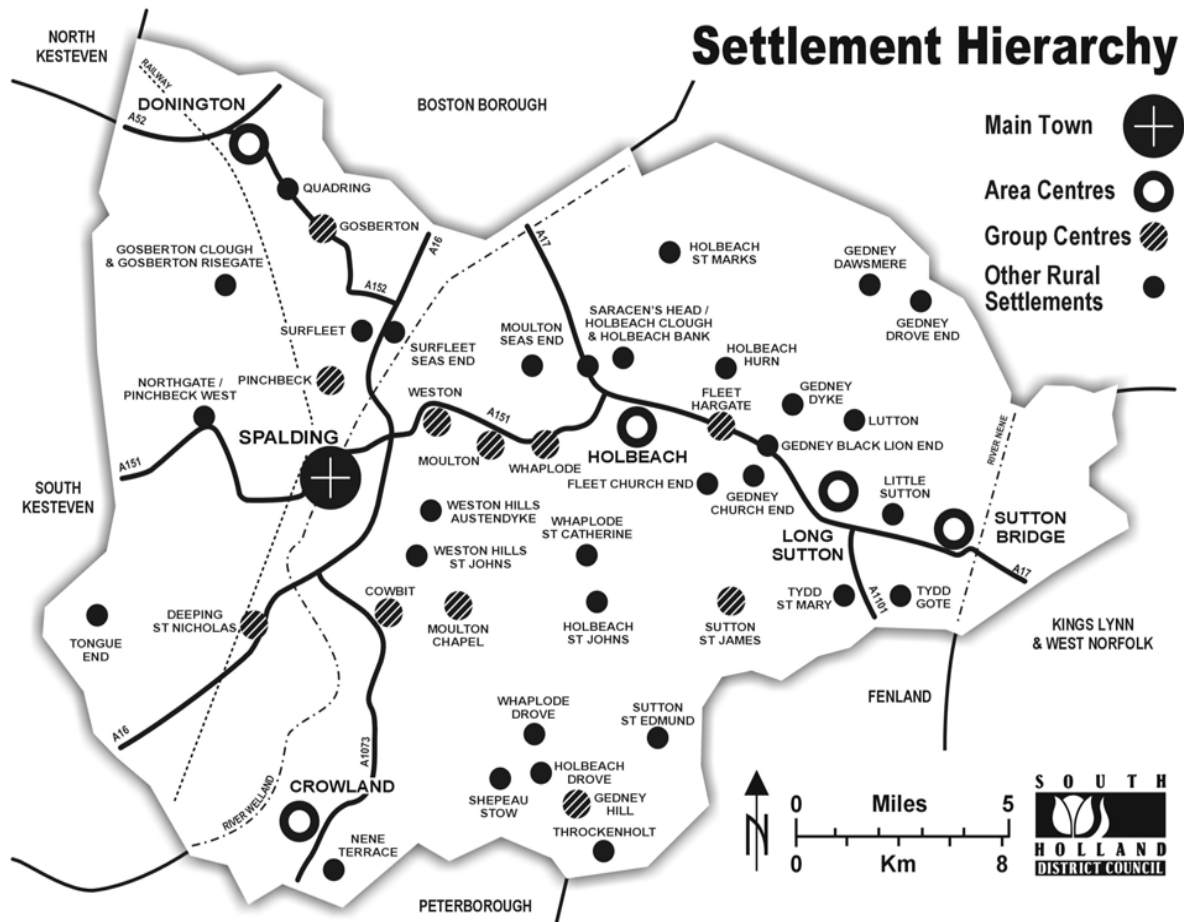 Settlement Hierarchy
Main Town
Area Centres
Group Centres
Other Rural
Settlements
NORTH
KESTEVEN
BOSTON BOROUGH
RAILWAY
DONINGTON
A52
QUADRING
GOSBERTON
A16
A17
GOSBERTON CLOUGH
& GOSBERTON RISEGATE
A152
SURFLEET
SURFLEET
SEAS END
HOLBEACH
ST MARKS
GEDNEY
DAWSMERE
GEDNEY
DROVE END
SARACEN'S HEAD /
HOLBEACH CLOUGH
& HOLBEACH BANK
MOULTON
SEAS END
HOLBEACH
HURN
PINCHBECK
NORTHGATE /
PINCHBECK WEST
WESTON
A151
FLEET
HARGATE
GEDNEY
DYKE
LUTTON
SPALDING
MOULTON
WHAPLODE
HOLBEACH
GEDNEY BLACK LION END
RIVER NENE
A151
SOUTH
KESTEVEN
FLEET CHURCH END
GEDNEY
CHURCH END
LITTLE
SUTTON
WESTON HILLS
AUSTENDYKE
WHAPLODE
ST CATHERINE
LONG
SUTTON
SUTTON
BRIDGE
WESTON HILLS
ST JOHNS
A17
COWBIT
MOULTON
CHAPEL
HOLBEACH
ST JOHNS
SUTTON
ST JAMES
TYDD
ST MARY
A1101
TYDD
GOTE
DEEPING
ST NICHOLAS
TONGUE
END
KINGS LYNN
& WEST NORFOLK
FENLAND
WHAPLODE
DROVE
SUTTON
ST EDMUND
A16
A1073
RIVER WELLAND
CROWLAND
HOLBEACH
DROVE
SHEPEAU
STOW
GEDNEY
HILL
THROCKENHOLT
NENE
TERRACE
PETERBOROUGH
N
0 Miles 5
0 Km 8
SOUTH
HOLLAND
DISTRICT COUNCIL